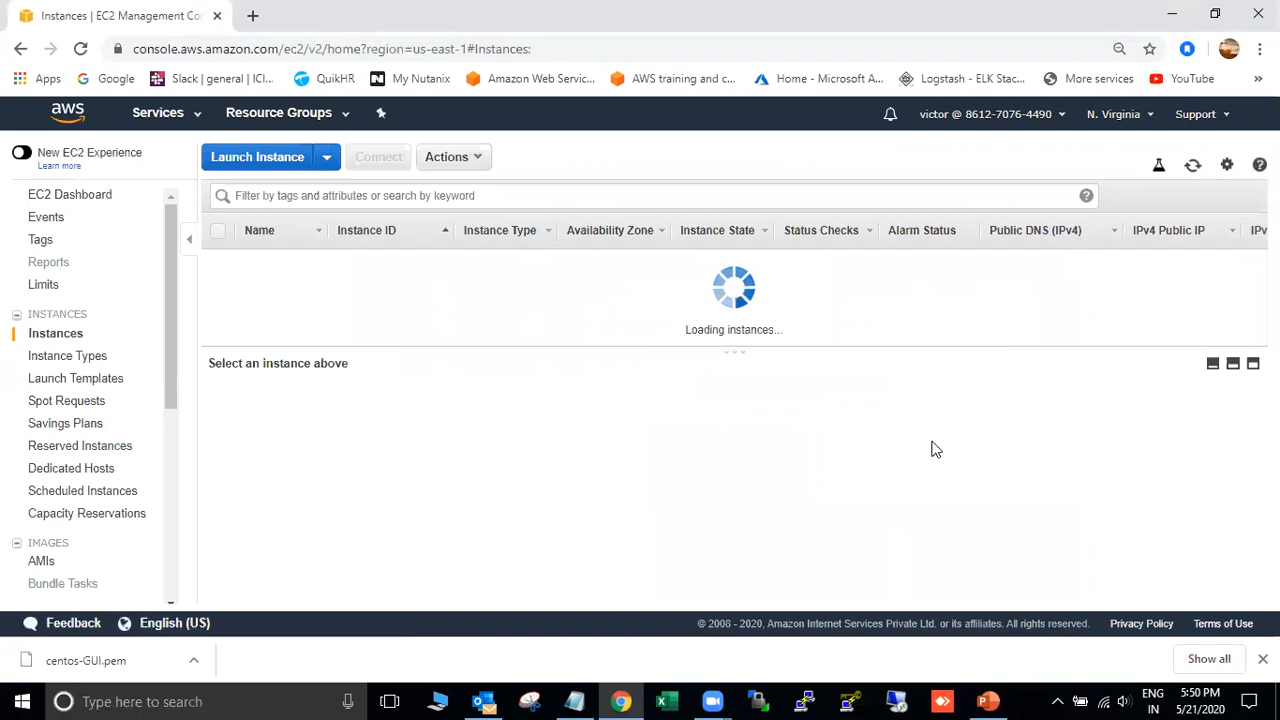 Instances | EC2 Management Co
console.aws.amazon.com/ec2/v2/home?region=us-east-1#Instances:
Apps Google Slack | general | ICI... QuikHR My Nutanix Amazon Web Servic... AWS training and c... Home - Microsoft A... Logstash - ELK Stac... More services YouTube »
aws Services Resource Groups victor @ 8612-7076-4490 N. Virginia Support
New EC2 Experience
Learn more
Launch Instance Connect Actions
EC2 Dashboard
Events
Tags
Reports
Limits
INSTANCES
Instances
Instance Types
Launch Templates
Spot Requests
Savings Plans
Reserved Instances
Dedicated Hosts
Scheduled Instances
Capacity Reservations
IMAGES
AMIs
Bundle Tasks
Filter by tags and attributes or search by keyword
Name Instance ID Instance Type Availability Zone Instance State Status Checks Alarm Status Public DNS (IPv4) IPv4 Public IP IPv
Loading instances...
Select an instance above
Feedback English (US) © 2008 - 2020, Amazon Internet Services Private Ltd. or its affiliates. All rights reserved. Privacy Policy Terms of Use
centos-GUI.pem Show all
Type here to search
ENG
IN
5:50 PM
5/21/2020